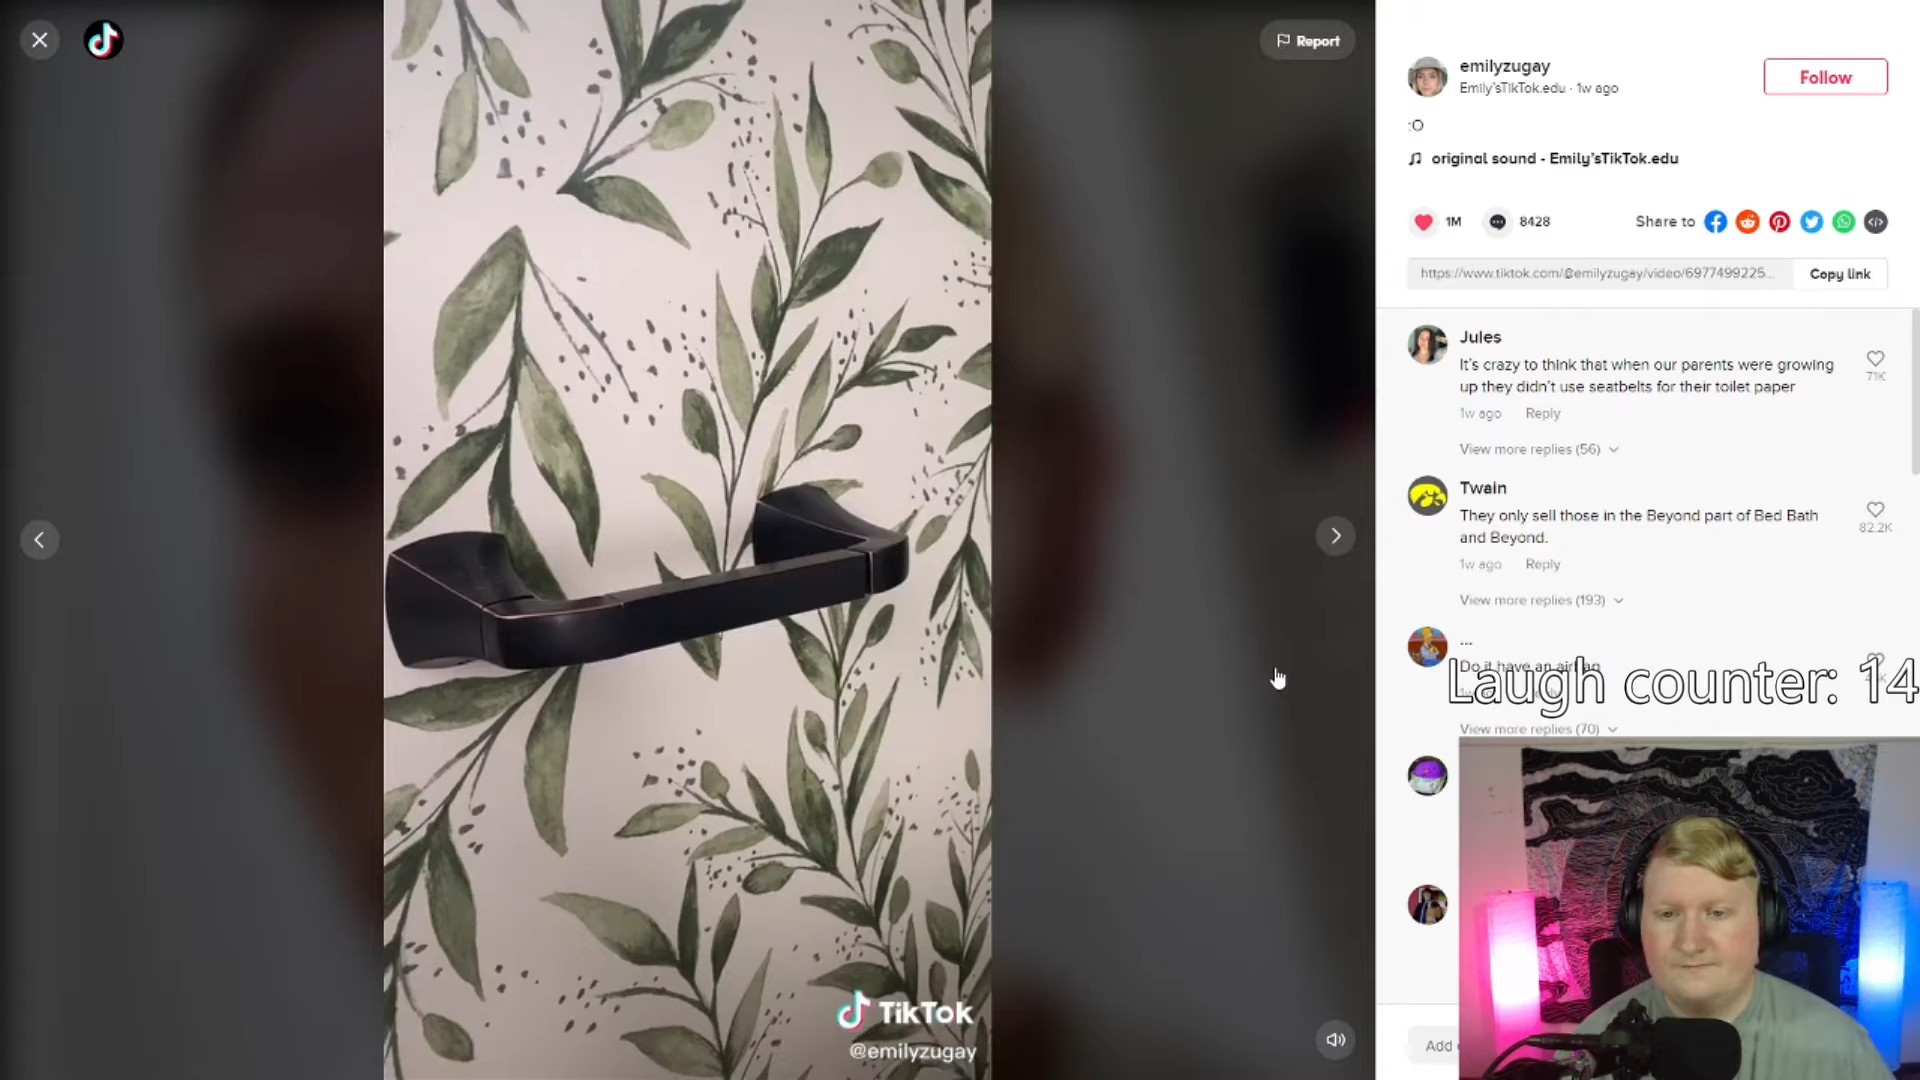 Report
emilyzugay
Emily'sTikTok.edu · 1w ago
Follow
:O
original sound - Emily'sTikTok.edu
1M
8428
Share to
https://www.tiktok.com/@emilyzugay/video/6977499225...
Copy link
Jules
It's crazy to think that when our parents were growing
up they didn't use seatbelts for their toilet paper
71K
1w ago Reply
View more replies (56)
Twain
They only sell those in the Beyond part of Bed Bath
and Beyond.
82.2K
1w ago Reply
View more replies (193)
...
Do it have an
Laugh counter: 14
View more replies (70)
Add
TikTok
@emilyzugay